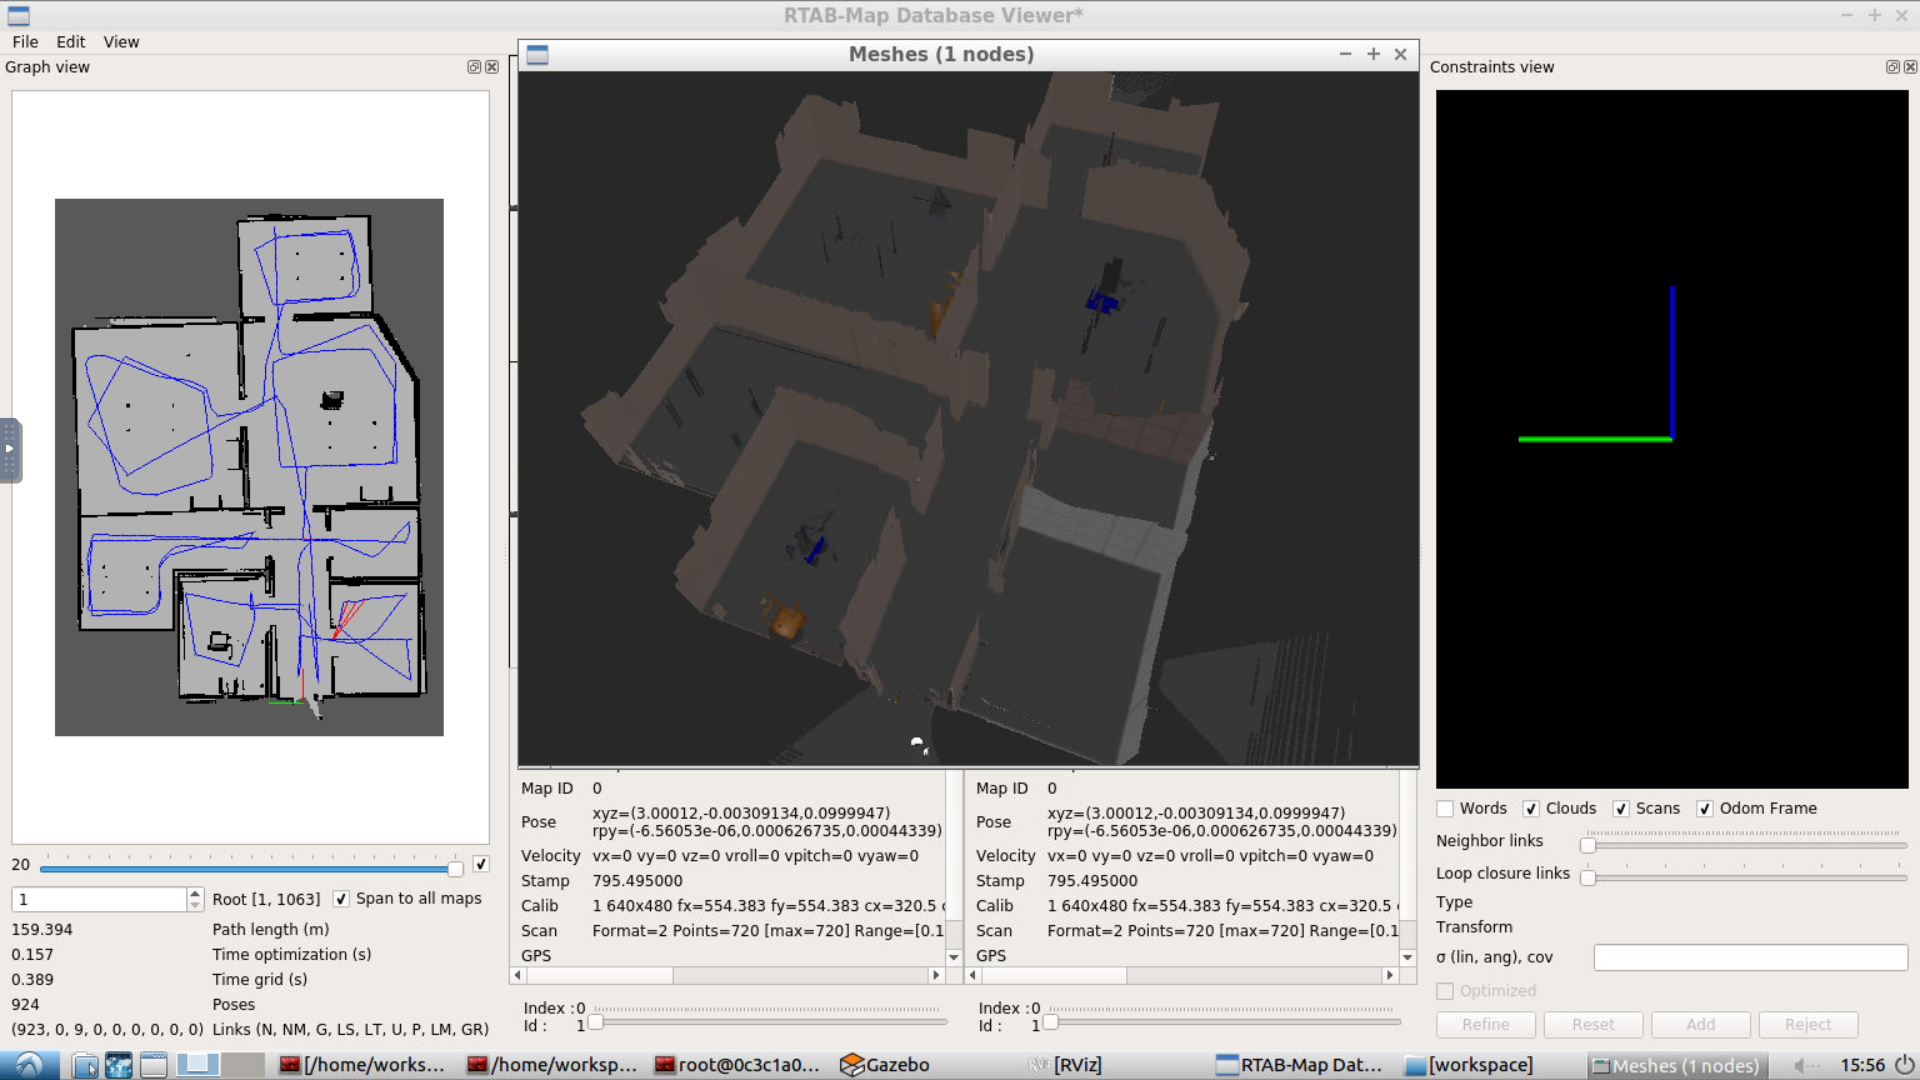 RTAB-Map Database Viewer*
File Edit View
Graph view
Meshes (1 nodes)
Constraints view
20
1
Root [1, 1063]
Span to all maps
159.394 Path length (m)
0.157 Time optimization (s)
0.389 Time grid (s)
924 Poses
(923, 0, 9, 0, 0, 0, 0, 0, 0) Links (N, NM, G, LS, LT, U, P, LM, GR)
Map ID 0
Pose xyz=(3.00012,-0.00309134,0.0999947)
rpy=(-6.56053e-06,0.000626735,0.00044339)
Velocity vx=0 vy=0 vz=0 vroll=0 vpitch=0 vyaw=0
Stamp 795.495000
Calib 1 640x480 fx=554.383 fy=554.383 cx=320.5
Scan Format=2 Points=720 [max=720] Range=[0.1
GPS
Index : 0
Id : 1
Map ID 0
Pose xyz=(3.00012,-0.00309134,0.0999947)
rpy=(-6.56053e-06,0.000626735,0.00044339)
Velocity vx=0 vy=0 vz=0 vroll=0 vpitch=0 vyaw=0
Stamp 795.495000
Calib 1 640x480 fx=554.383 fy=554.383 cx=320.5
Scan Format=2 Points=720 [max=720] Range=[0.1
GPS
Index : 0
Id : 1
Words Clouds Scans Odom Frame
Neighbor links
Loop closure links
Type
Transform
σ (lin, ang), cov
Optimized
Refine Reset Add Reject
[/home/works... /home/worksp... root@0c3c1a0... Gazebo [RViz] RTAB-Map Dat... [workspace] Meshes (1 nodes) 15:56